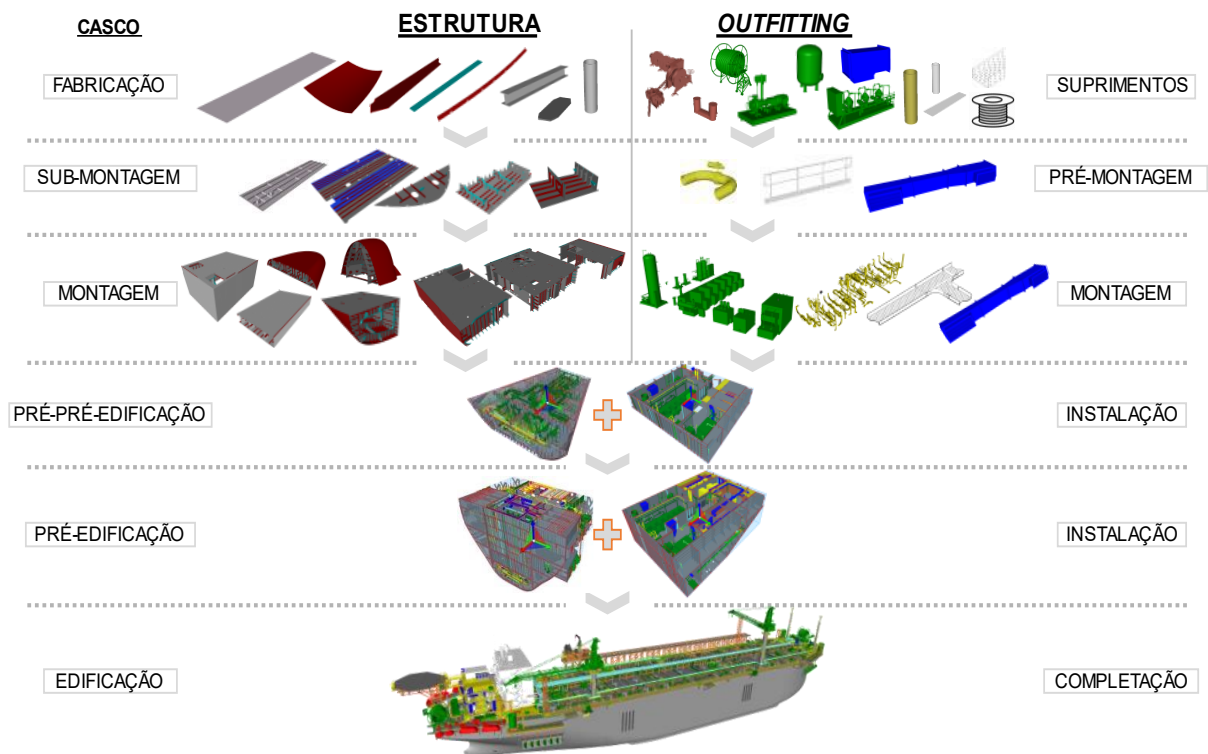 CASCO
ESTRUTURA
OUTFITTING
FABRICAÇÃO
SUPRIMENTOS
SUB-MONTAGEM
PRÉ-MONTAGEM
MONTAGEM
MONTAGEM
PRÉ-PRÉ-EDIFICAÇÃO
INSTALAÇÃO
PRÉ-EDIFICAÇÃO
INSTALAÇÃO
EDIFICAÇÃO
COMPLETAÇÃO